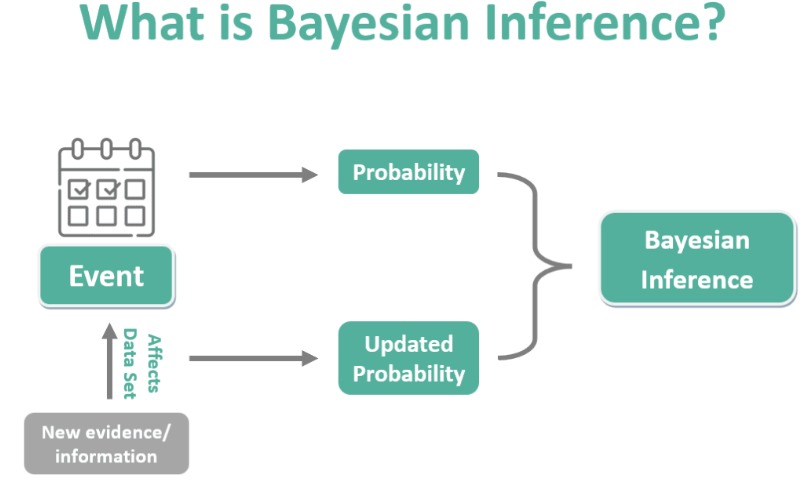 What is Bayesian Inference?
Probability
Event
Bayesian
Inference
Affects
Data Set
Updated
Probability
New evidence/
information